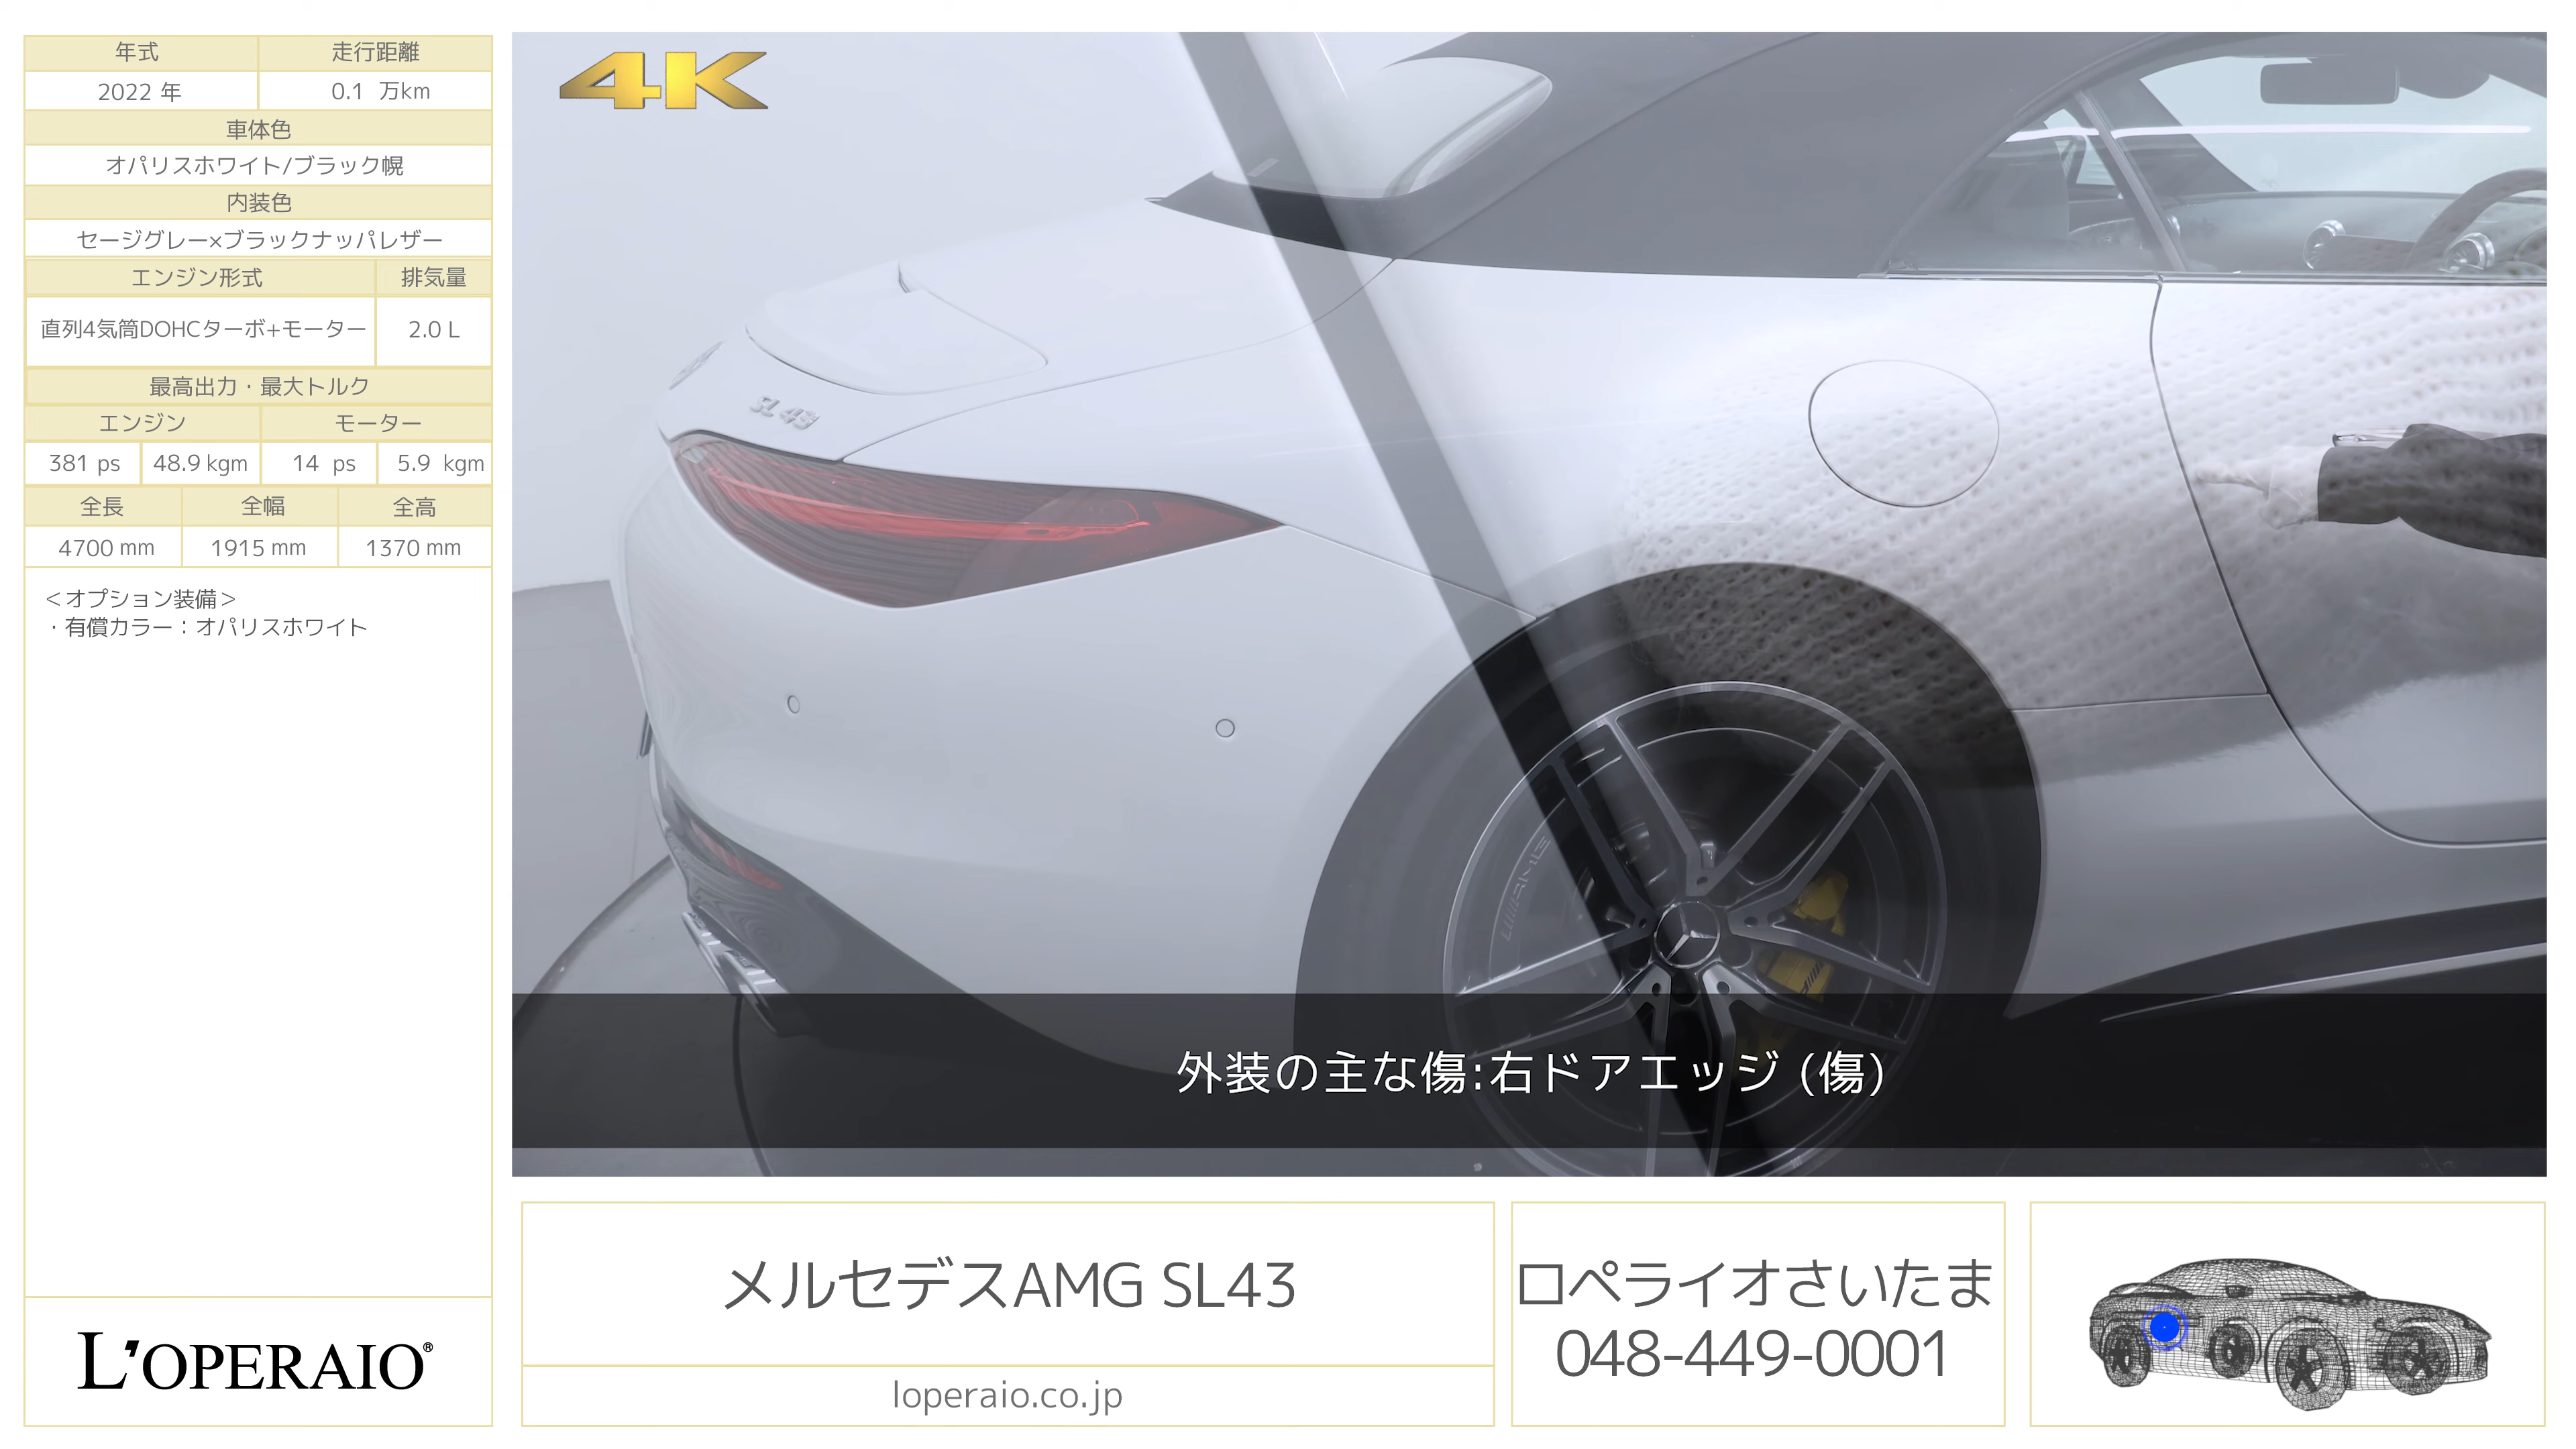 年式 走行距離
2022 年 0.1 万km
車体色
オパリスホワイト/ブラック幌
内装色
セージグレー×ブラックナッパレザー
エンジン形式 排気量
直列4気筒DOHCターボ+モーター 2.0 L
最高出力・最大トルク
エンジン モーター
381 ps 48.9 kgm 14 ps 5.9 kgm
全長 全幅 全高
4700 mm 1915 mm 1370 mm
＜オプション装備＞
・有償カラー：オパリスホワイト
L'OPERAIO®
4K
SL 43
AMG
外装の主な傷:右ドアエッジ (傷)
メルセデスAMG SL43
loperaio.co.jp
ロペライオさいたま
048-449-0001